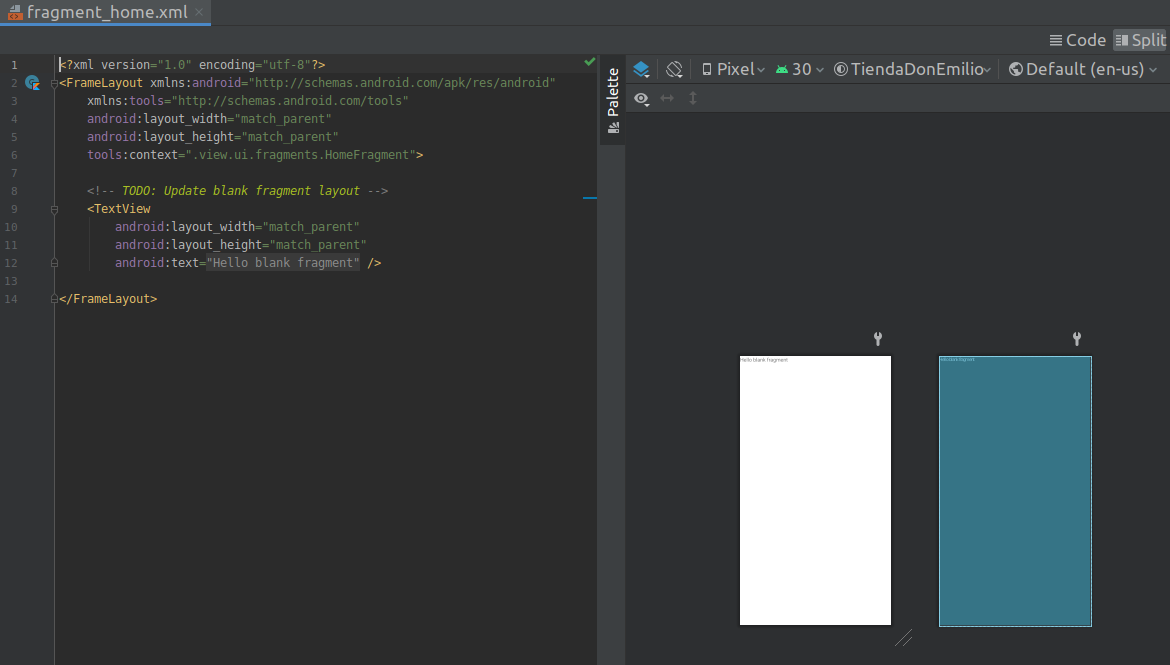 fragment_home.xml
Code
Split
1 <?xml version="1.0" encoding="utf-8"?>
2 <FrameLayout xmlns:android="http://schemas.android.com/apk/res/android"
3 xmlns:tools="http://schemas.android.com/tools"
4 android:layout_width="match_parent"
5 android:layout_height="match_parent"
6 tools:context=".view.ui.fragments.HomeFragment">
7
8 <!-- TODO: Update blank fragment layout -->
9 <TextView
10 android:layout_width="match_parent"
11 android:layout_height="match_parent"
12 android:text="Hello blank fragment" />
13
14 </FrameLayout>
Palette
Pixel
30
TiendaDonEmilio
Default (en-us)
Hello blank fragment
Hello blank fragment